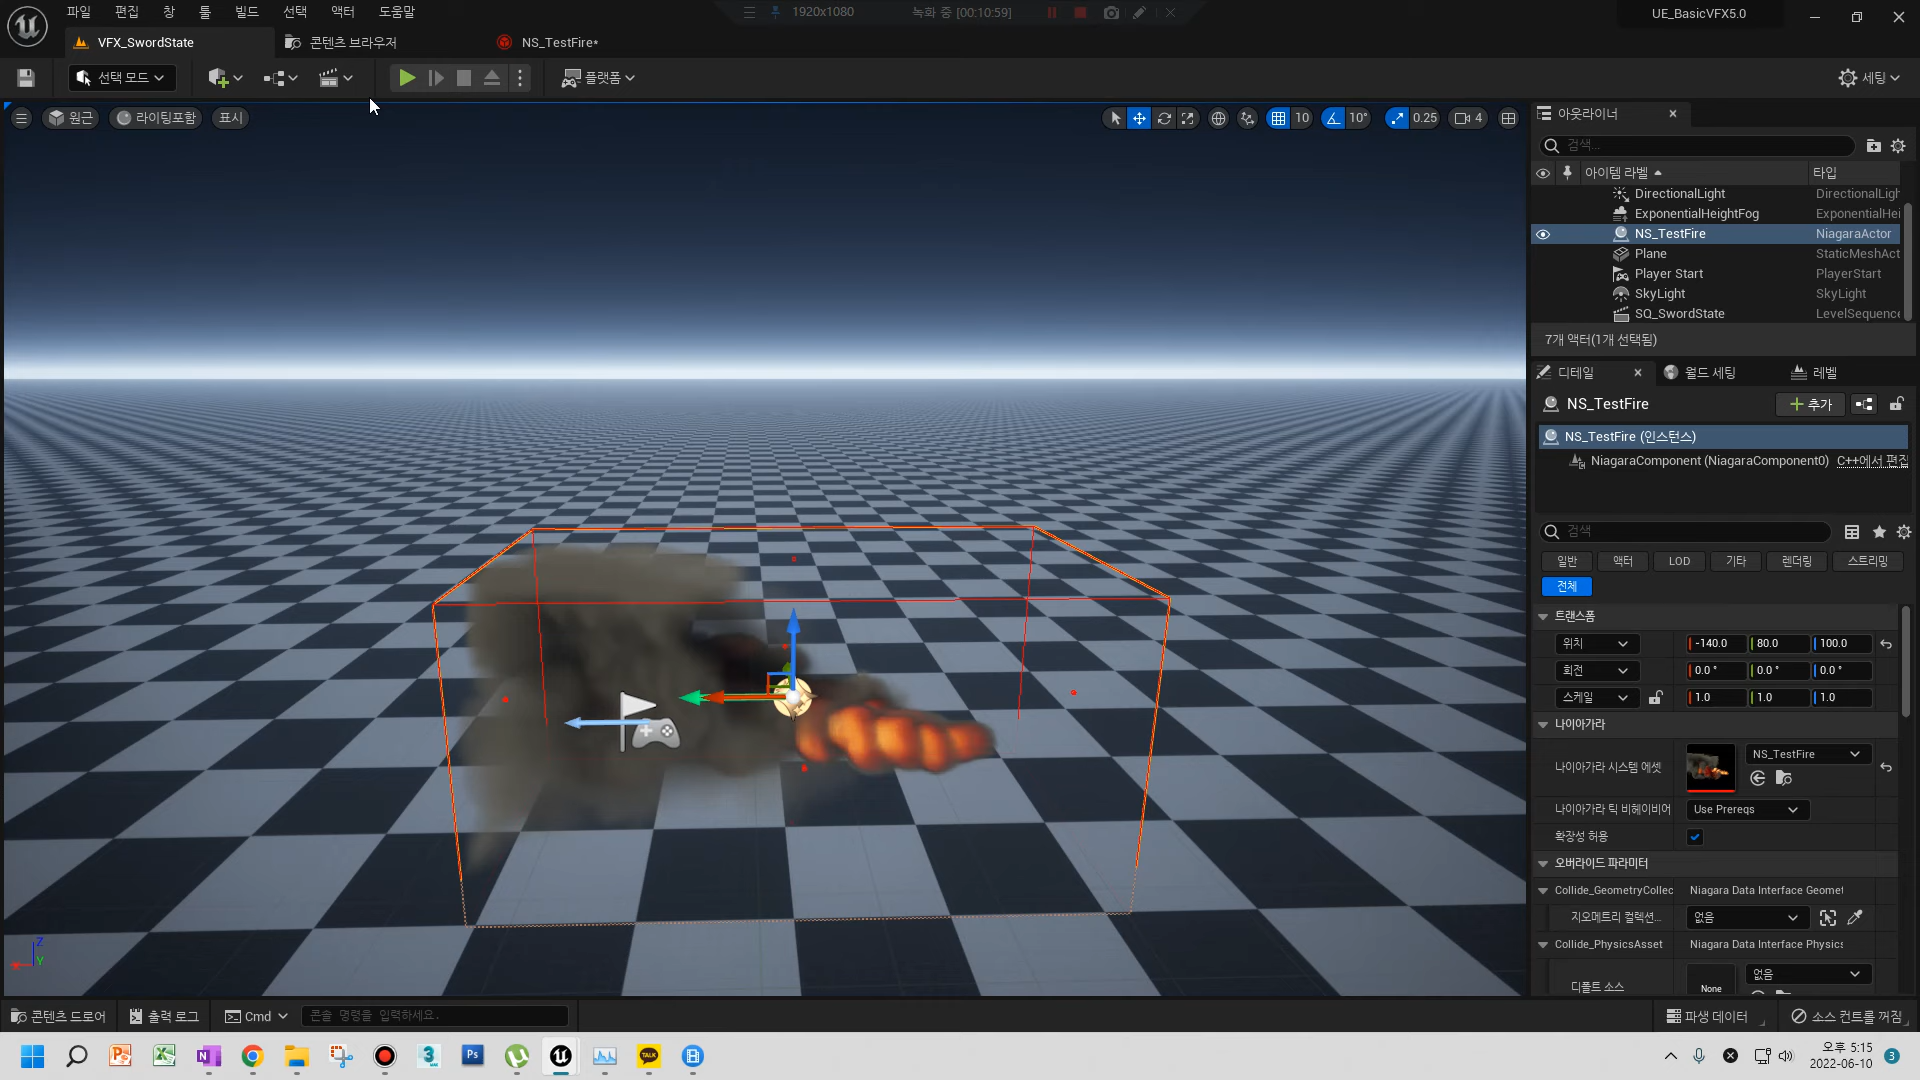 파일 편집 창 툴 빌드 선택 액터 도움말
1920x1080 녹화 중 [00:10:59]
UE_BasicVFX5.0
VFX_SwordState 콘텐츠 브라우저 NS_TestFire*
선택 모드 플랫폼 세팅
원근 라이팅포함 표시
10 10° 0.25 4
아웃라이너
검색...
아이템 라벨 타입
DirectionalLight DirectionalLigh
ExponentialHeightFog ExponentialHei
NS_TestFire NiagaraActor
Plane StaticMeshAct
Player Start PlayerStart
SkyLight SkyLight
SQ_SwordState LevelSequence
7개 액터(1개 선택됨)
디테일 월드 세팅 레벨
NS_TestFire 추가
NS_TestFire (인스턴스)
NiagaraComponent (NiagaraComponent0) C++에서 편집
검색
일반 액터 LOD 기타 렌더링 스트리밍
전체
트랜스폼
위치 -140.0 80.0 100.0
회전 0.0° 0.0° 0.0°
스케일 1.0 1.0 1.0
나이아가라
나이아가라 시스템 에셋 NS_TestFire
나이아가라 틱 비헤이비어 Use Prereqs
확장성 허용
오버라이드 파라미터
Collide_GeometryCollec Niagara Data Interface Geomet
지오메트리 컬렉션... 없음
Collide_PhysicsAsset Niagara Data Interface Physics
디폴트 소스 None 없음
Z
Y
콘텐츠 드로어 출력 로그 Cmd 콘솔 명령을 입력하세요.
파생 데이터 소스 컨트롤 꺼짐
오후 5:15
2022-06-10
3
TALK
Ps